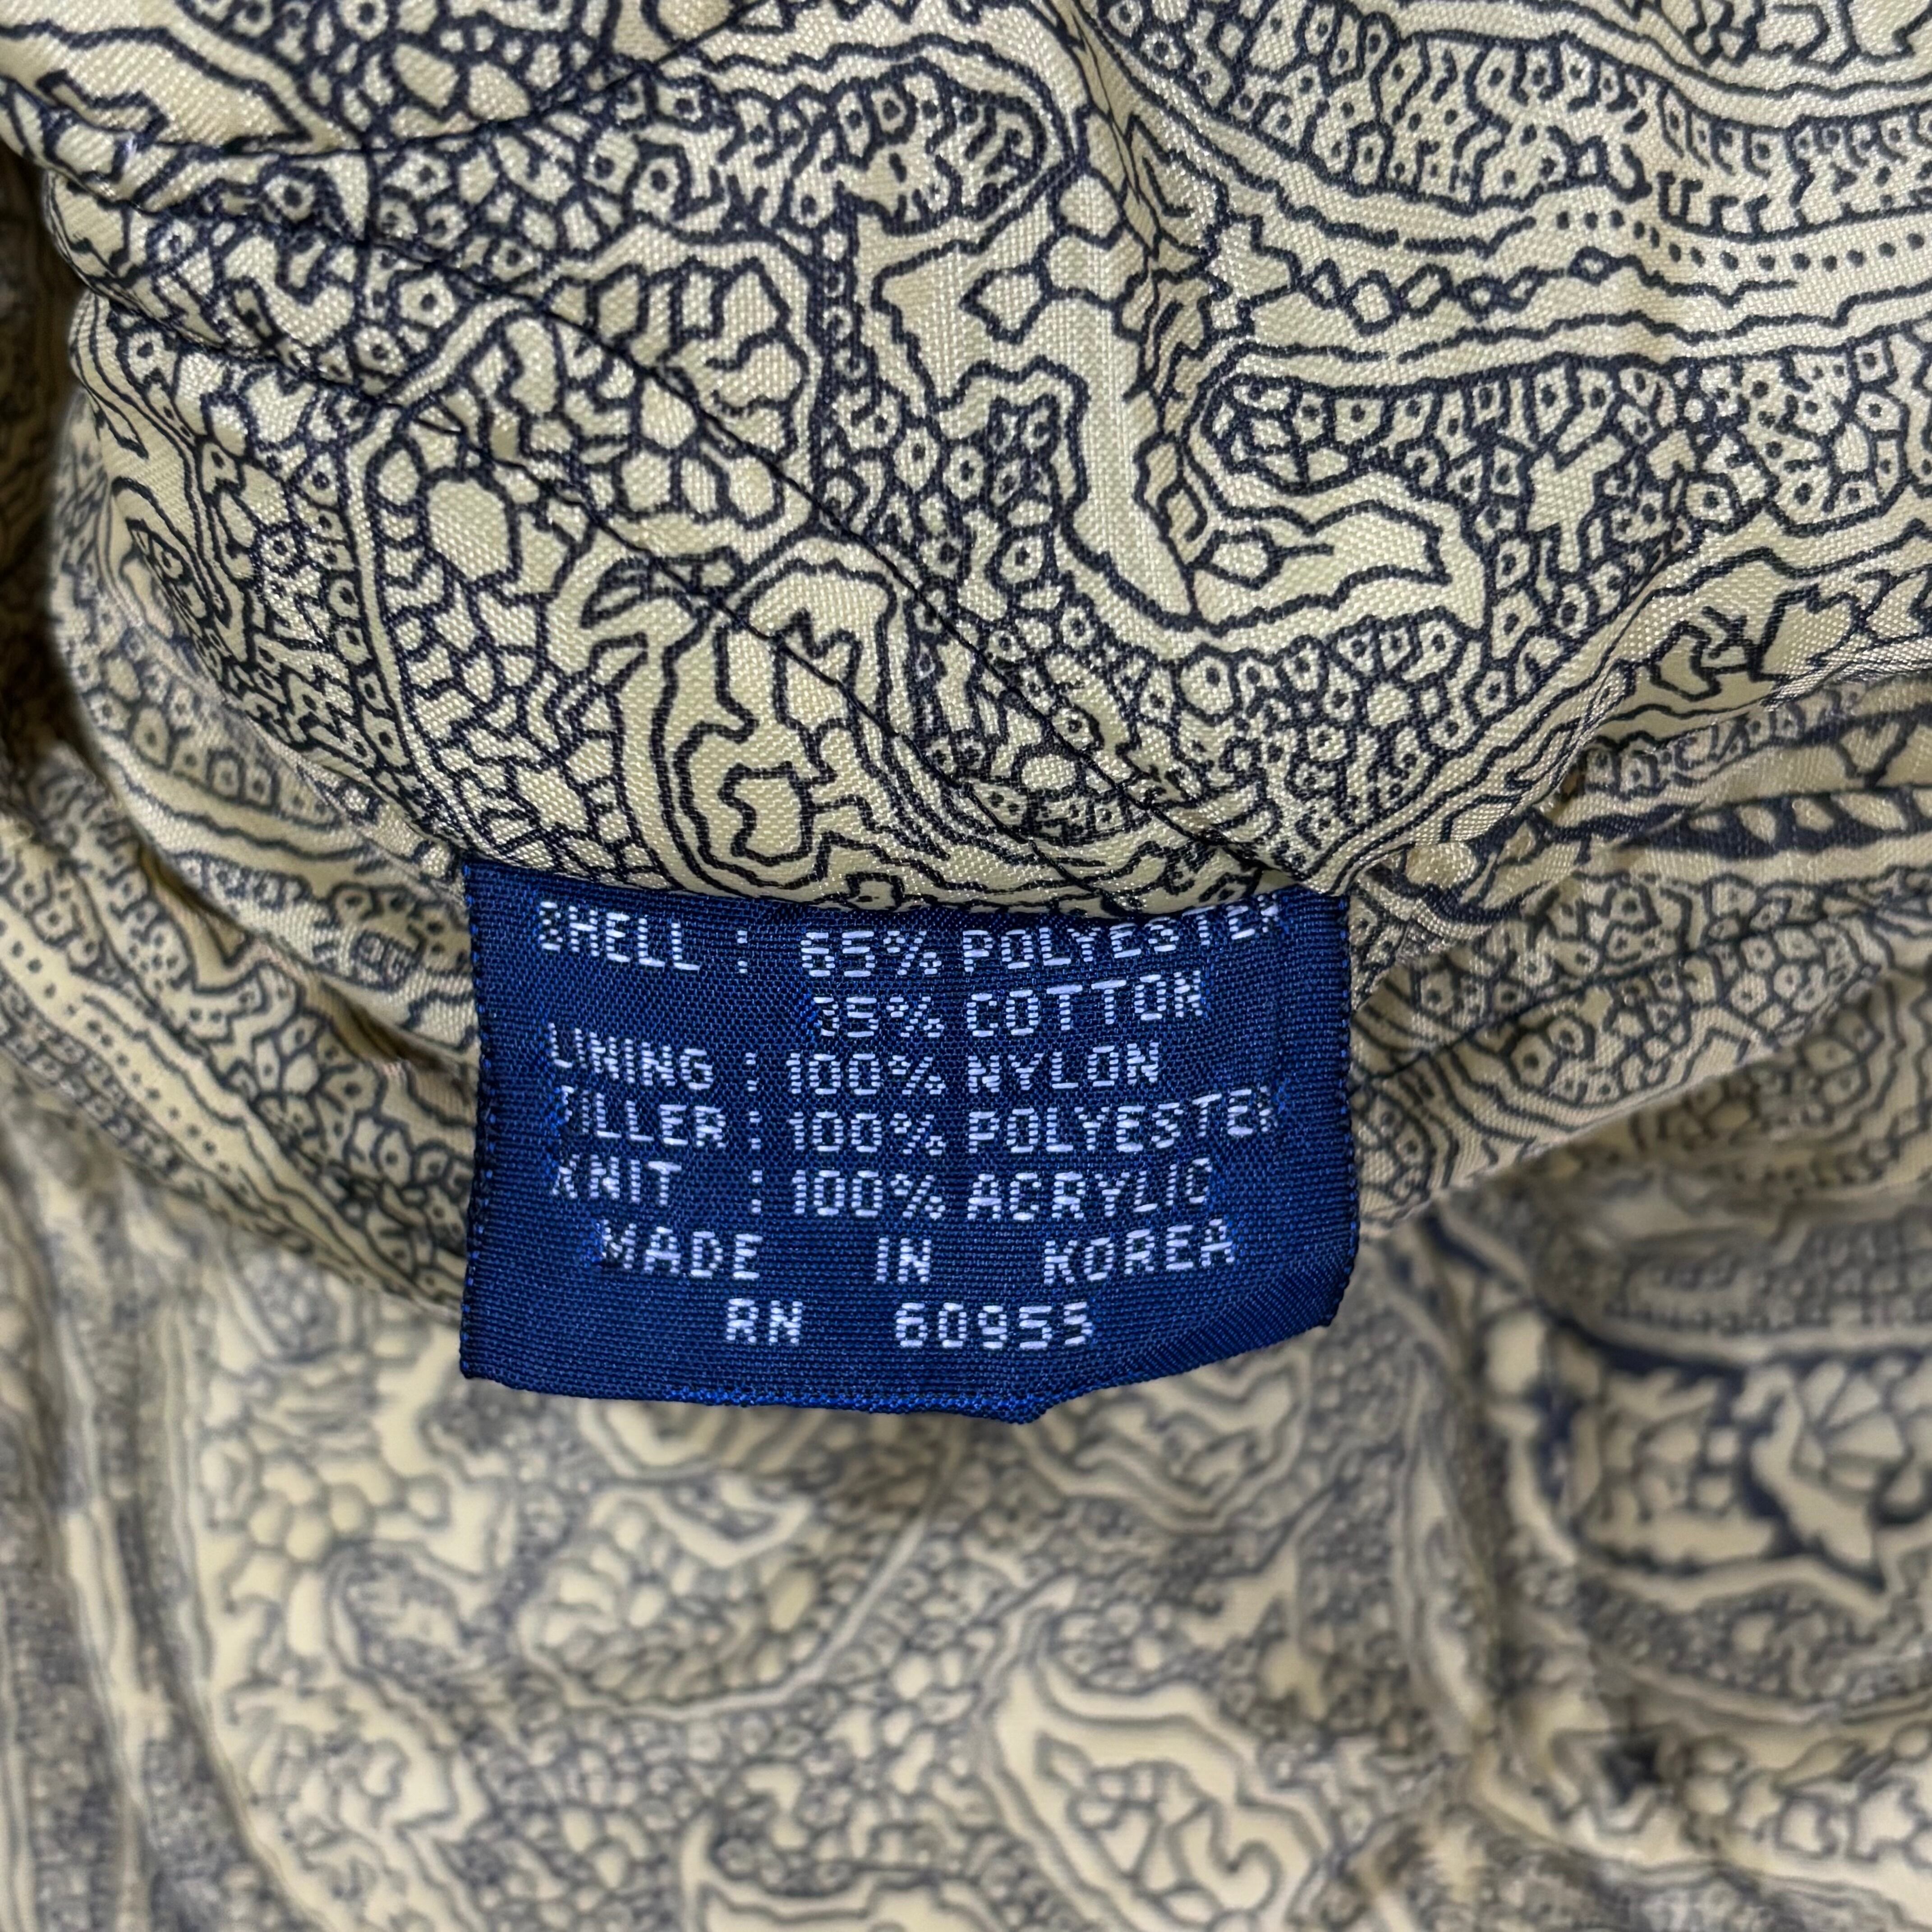 SHELL : 65% POLYESTER
35% COTTON
LINING : 100% NYLON
FILLER : 100% POLYESTER
KNIT : 100% ACRYLIC
MADE IN KOREA
RN 60955